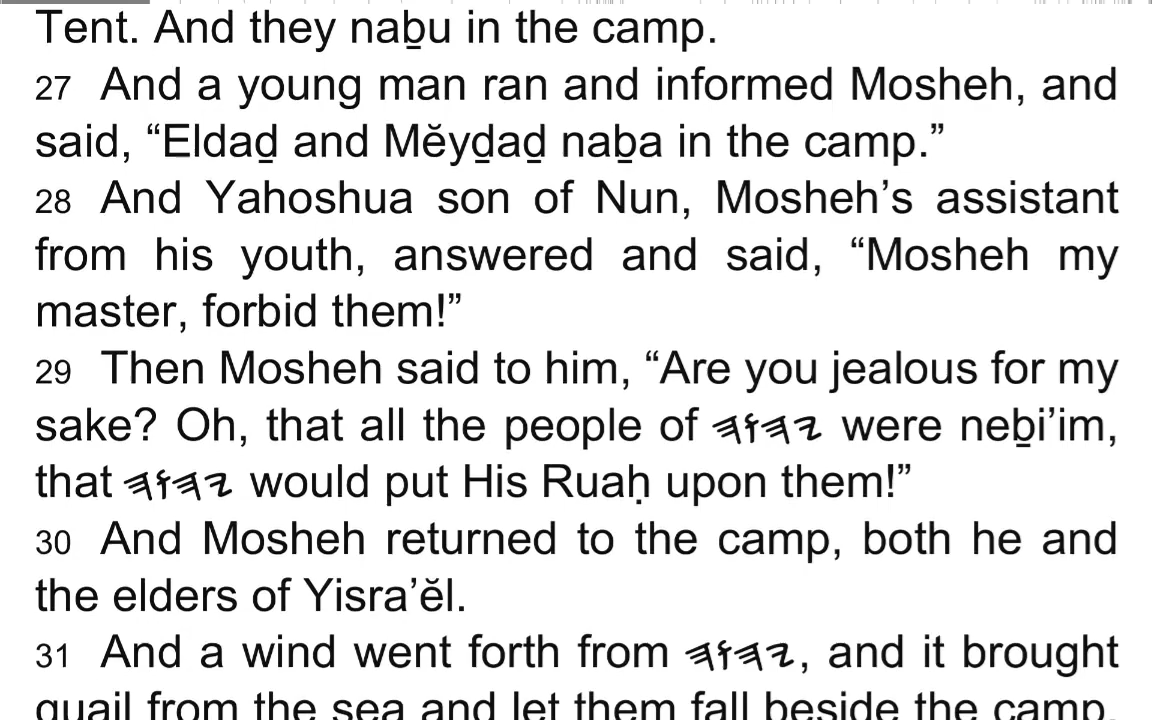 Tent. And they naḇu in the camp.
27 And a young man ran and informed Mosheh, and
said, “Eldaḏ and Mĕyḏaḏ naḇa in the camp.”
28 And Yahoshua son of Nun, Mosheh’s assistant
from his youth, answered and said, “Mosheh my
master, forbid them!”
29 Then Mosheh said to him, “Are you jealous for my
sake? Oh, that all the people of 𐤉𐤄𐤅𐤄 were neḇi’im,
that 𐤉𐤄𐤅𐤄 would put His Ruaḥ upon them!”
30 And Mosheh returned to the camp, both he and
the elders of Yisra’ĕl.
31 And a wind went forth from 𐤉𐤄𐤅𐤄, and it brought
quail from the sea and let them fall beside the camp,